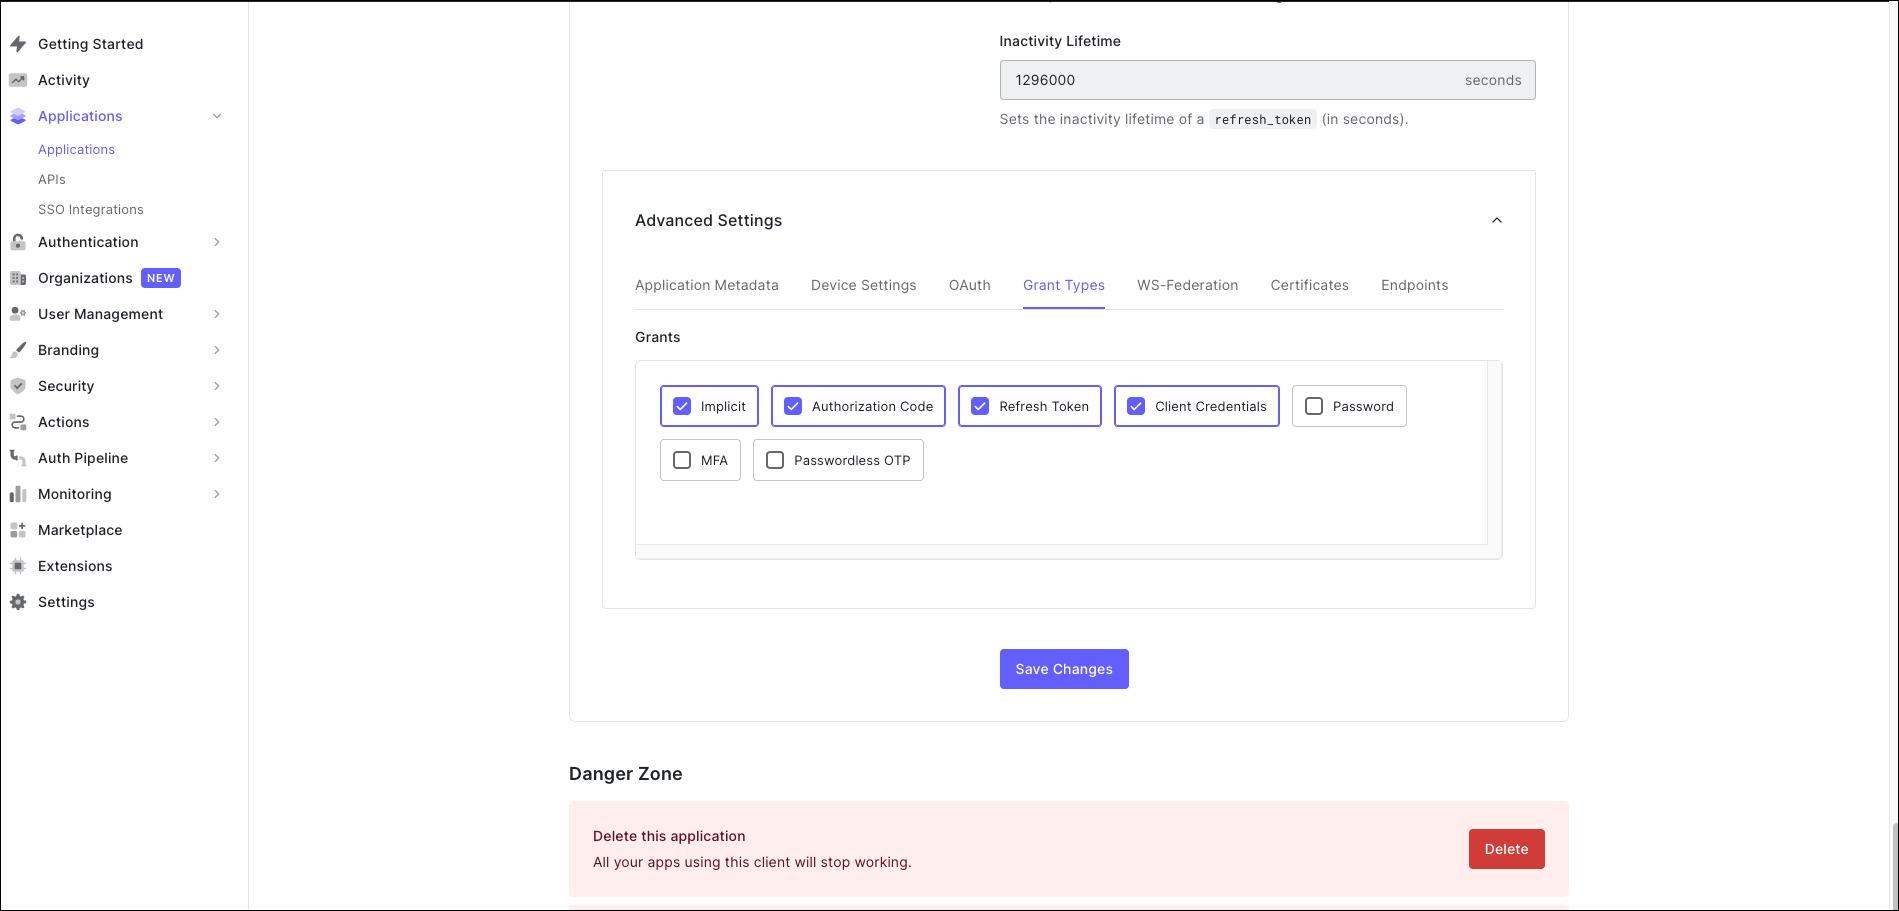 Getting Started
Activity
Applications
Applications
APIs
SSO Integrations
Authentication
Organizations NEW
User Management
Branding
Security
Actions
Auth Pipeline
Monitoring
Marketplace
Extensions
Settings
Inactivity Lifetime
1296000 seconds
Sets the inactivity lifetime of a refresh_token (in seconds).
Advanced Settings
Application Metadata Device Settings OAuth Grant Types WS-Federation Certificates Endpoints
Grants
Implicit Authorization Code Refresh Token Client Credentials Password
MFA Passwordless OTP
Save Changes
Danger Zone
Delete this application
All your apps using this client will stop working.
Delete